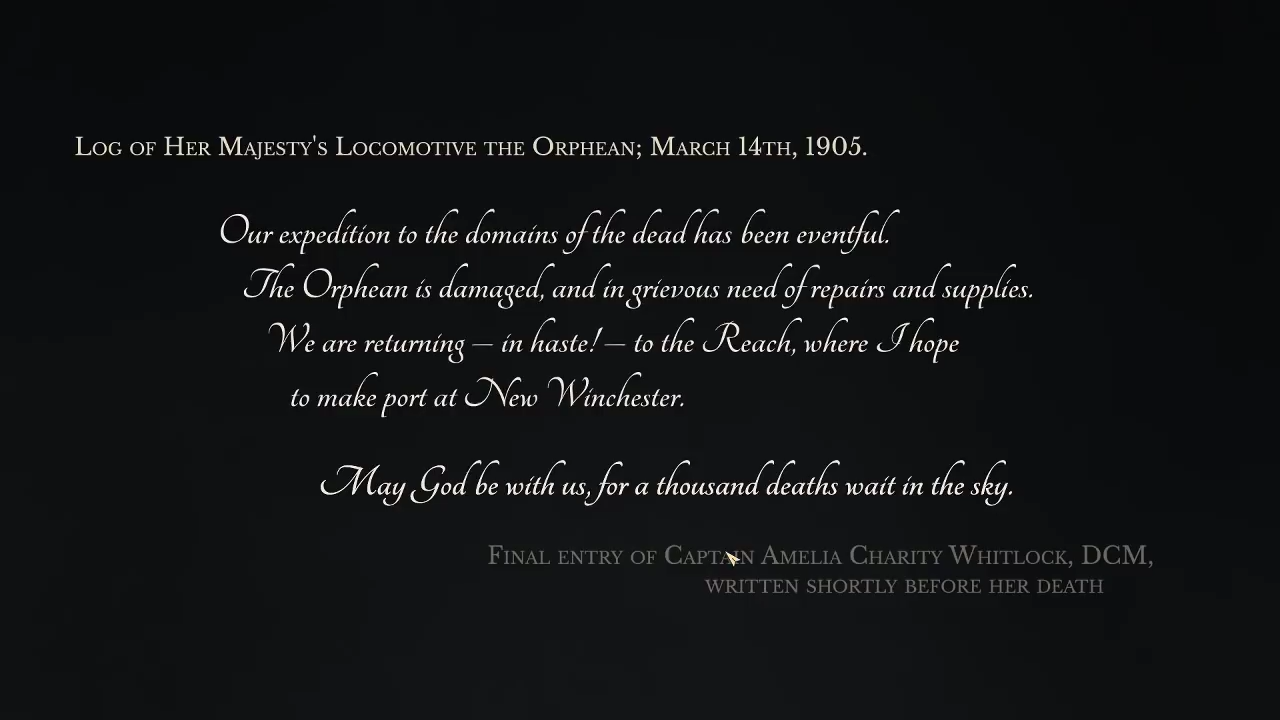 Log of Her Majesty's Locomotive the Orphean; March 14th, 1905.
Our expedition to the domains of the dead has been eventful.
The Orphean is damaged, and in grievous need of repairs and supplies.
We are returning — in haste! — to the Reach, where I hope
to make port at New Winchester.
May God be with us, for a thousand deaths wait in the sky.
Final entry of Captain Amelia Charity Whitlock, DCM,
written shortly before her death